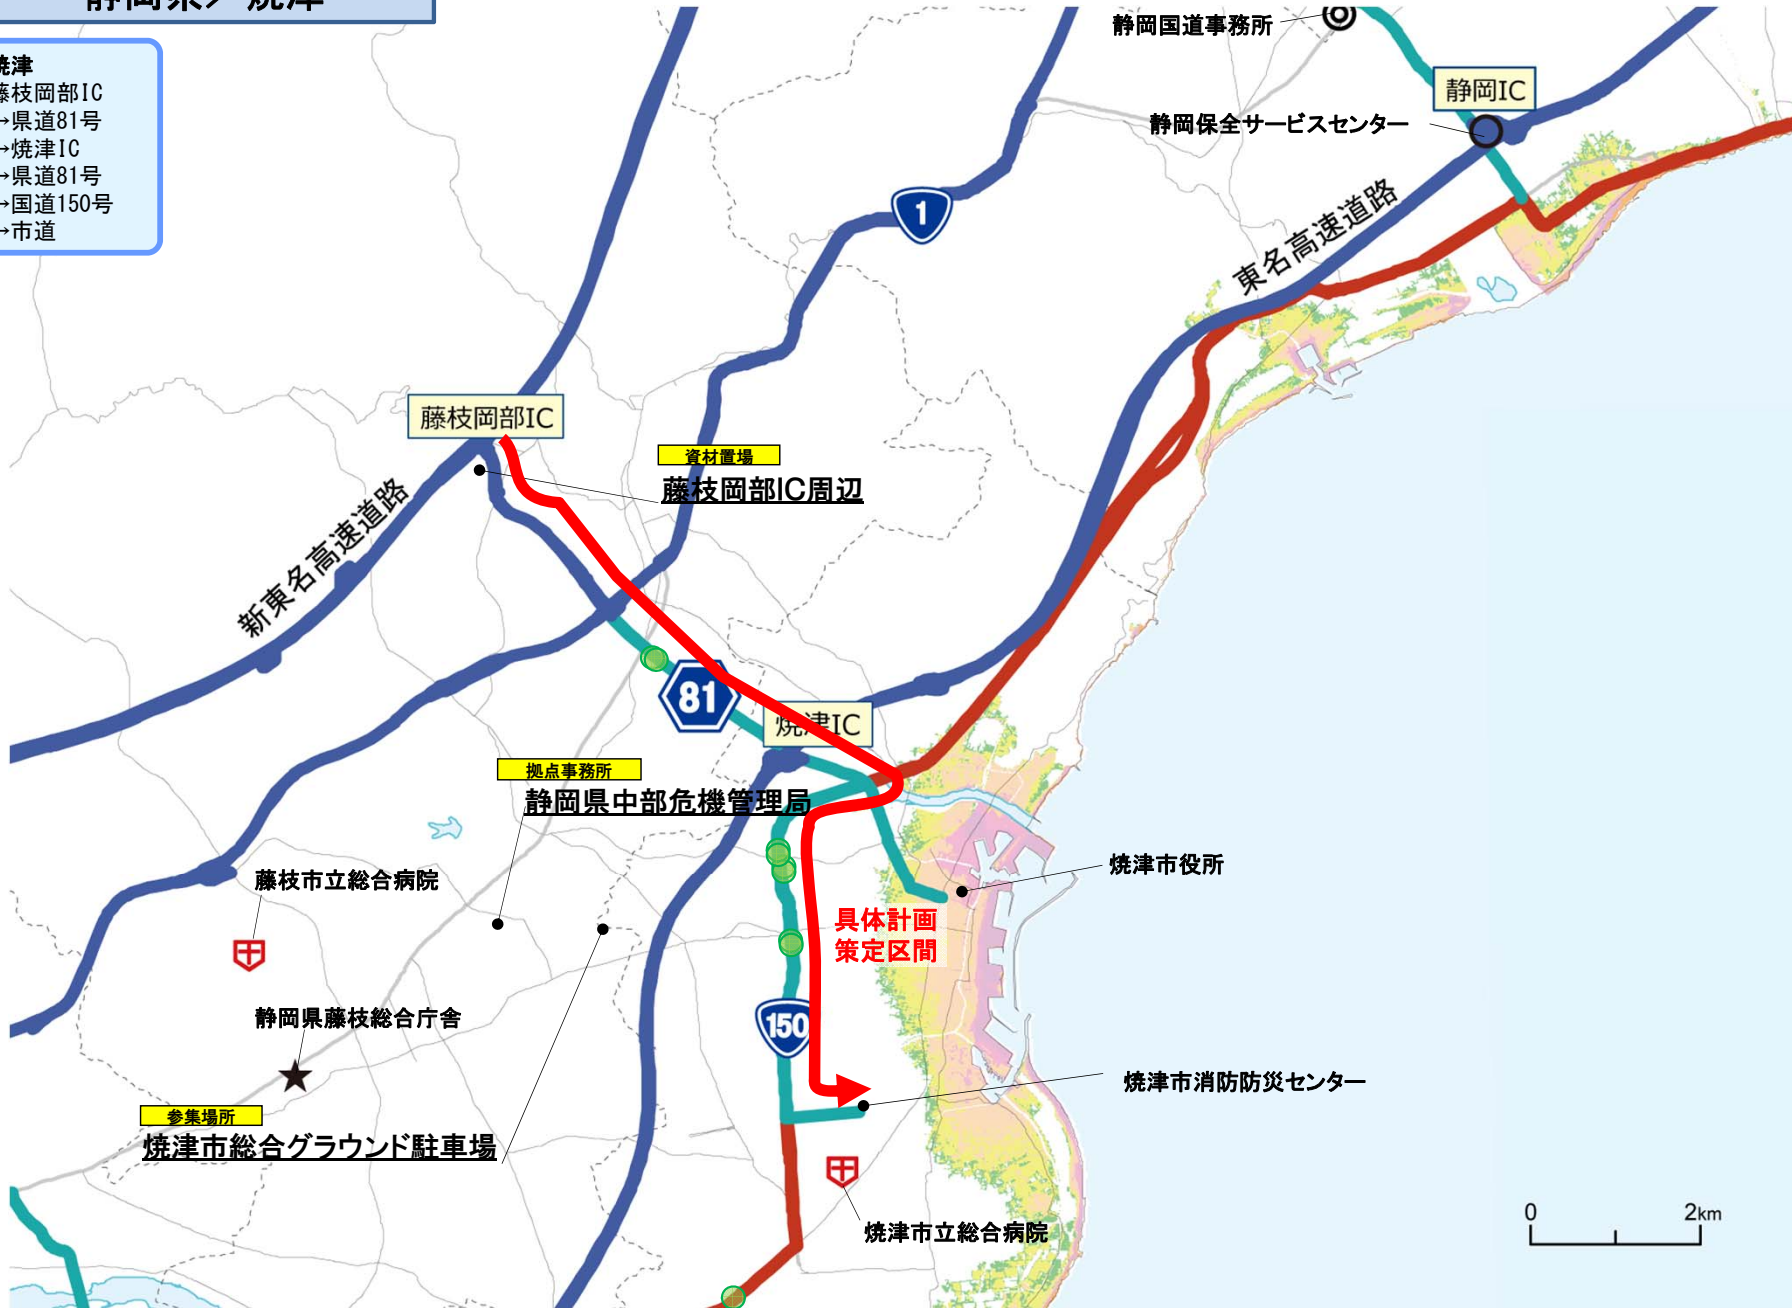 静岡県／焼津
焼津
藤枝岡部IC
→県道81号
→焼津IC
→県道81号
→国道150号
→市道
静岡国道事務所
静岡IC
静岡保全サービスセンター
1
東名高速道路
藤枝岡部IC
資材置場
藤枝岡部IC周辺
新東名高速道路
81
焼津IC
拠点事務所
静岡県中部危機管理局
藤枝市立総合病院
焼津市役所
具体計画
策定区間
静岡県藤枝総合庁舎
150
焼津市消防防災センター
参集場所
焼津市総合グラウンド駐車場
焼津市立総合病院
0 2km